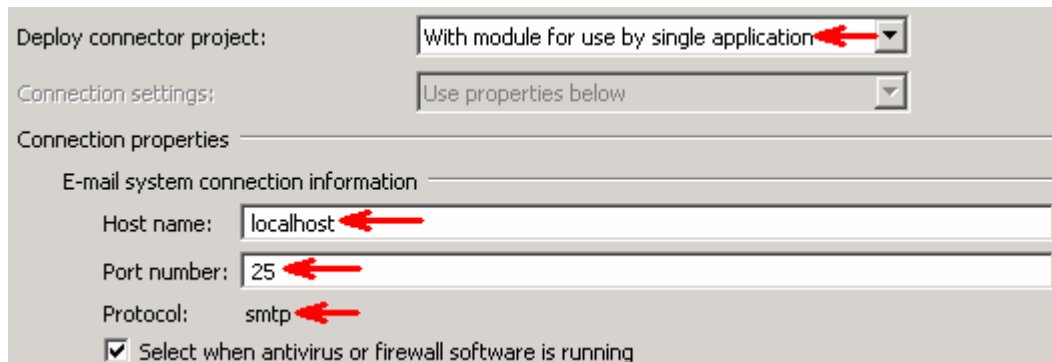 Deploy connector project: With module for use by single application
Connection settings: Use properties below
Connection properties
E-mail system connection information
Host name: localhost
Port number: 25
Protocol: smtp
Select when antivirus or firewall software is running